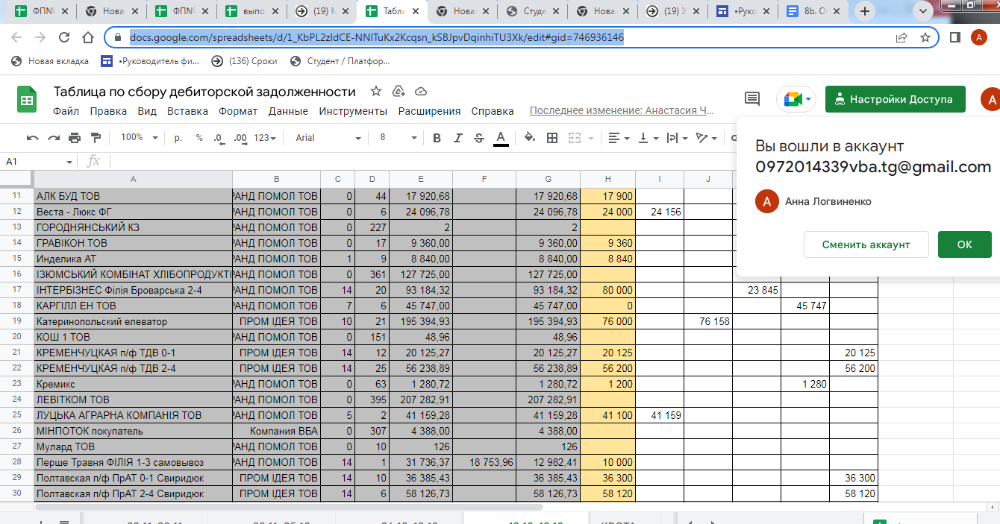 ФП№ Нова ФП№ выпо (19) М Табли Нова Студе Нова (19) У •Руко 8b. О
docs.google.com/spreadsheets/d/1_KbPL2zIdCE-NNITuKx2Kcqsn_kSBJpvDqinhiTU3Xk/edit#gid=746936146
Новая вкладка •Руководитель фи... (136) Сроки Студент / Платфор...
Таблица по сбору дебиторской задолженности
Файл Правка Вид Вставка Формат Данные Инструменты Расширения Справка Последнее изменение: Анастасия Ч...
Настройки Доступа
А
100% р. % .0 .00 123 Arial 8 B I S A
A1 fx
Вы вошли в аккаунт
0972014339vba.tg@gmail.com
А Анна Логвиненко
Сменить аккаунт ОК
A B C D E F G H I J
11 АЛК БУД ТОВ РАНД ПОМОЛ ТОВ 0 44 17 920,68 17 920,68 17 900
12 Веста - Люкс ФГ РАНД ПОМОЛ ТОВ 0 6 24 096,78 24 096,78 24 000 24 156
13 ГОРОДНЯНСЬКИЙ КЗ РАНД ПОМОЛ ТОВ 0 227 2 2
14 ГРАВІКОН ТОВ РАНД ПОМОЛ ТОВ 0 17 9 360,00 9 360,00 9 360
15 Инделика АТ РАНД ПОМОЛ ТОВ 1 9 8 840,00 8 840,00 8 840
16 ІЗЮМСЬКИЙ КОМБІНАТ ХЛІБОПРОДУКТІ РАНД ПОМОЛ ТОВ 0 361 127 725,00 127 725,00
17 ІНТЕРБІЗНЕС Філія Броварська 2-4 РАНД ПОМОЛ ТОВ 14 20 93 184,32 93 184,32 80 000 23 845
18 КАРГІЛЛ ЕН ТОВ РАНД ПОМОЛ ТОВ 7 6 45 747,00 45 747,00 0 45 747
19 Катеринопольский елеватор ПРОМ ІДЕЯ ТОВ 10 21 195 394,93 195 394,93 76 000 76 158
20 КОШ 1 ТОВ РАНД ПОМОЛ ТОВ 0 151 48,96 48,96
21 КРЕМЕНЧУЦКАЯ п/ф ТДВ 0-1 ПРОМ ІДЕЯ ТОВ 14 12 20 125,27 20 125,27 20 125 20 125
22 КРЕМЕНЧУЦКАЯ п/ф ТДВ 2-4 ПРОМ ІДЕЯ ТОВ 14 25 56 238,89 56 238,89 56 200 56 200
23 Кремикс РАНД ПОМОЛ ТОВ 0 63 1 280,72 1 280,72 1 200 1 280
24 ЛЕВІТКОМ ТОВ РАНД ПОМОЛ ТОВ 0 395 207 282,91 207 282,91
25 ЛУЦЬКА АГРАРНА КОМПАНІЯ ТОВ РАНД ПОМОЛ ТОВ 5 2 41 159,28 41 159,28 41 100 41 159
26 МІНПОТОК покупатель Компания ВБА 0 307 4 388,00 4 388,00
27 Мулард ТОВ РАНД ПОМОЛ ТОВ 0 10 126 126
28 Перше Травня ФІЛІЯ 1-3 самовывоз РАНД ПОМОЛ ТОВ 14 1 31 736,37 18 753,96 12 982,41 10 000
29 Полтавская п/ф ПрАТ 0-1 Свиридюк ПРОМ ІДЕЯ ТОВ 14 10 36 385,43 36 385,43 36 300 36 300
30 Полтавская п/ф ПрАТ 2-4 Свиридюк ПРОМ ІДЕЯ ТОВ 14 6 58 126,73 58 126,73 58 120 58 120